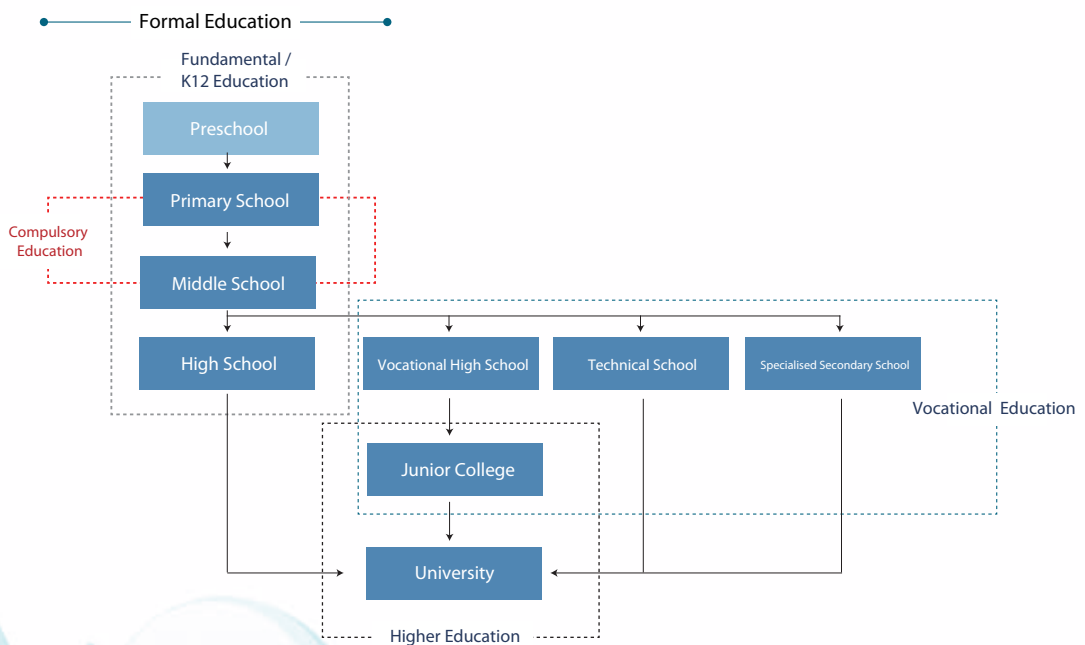 Formal Education
Fundamental /
K12 Education
Preschool
Primary School
Compulsory
Education
Middle School
High School
Vocational High School
Technical School
Specialised Secondary School
Vocational Education
Junior College
University
Higher Education